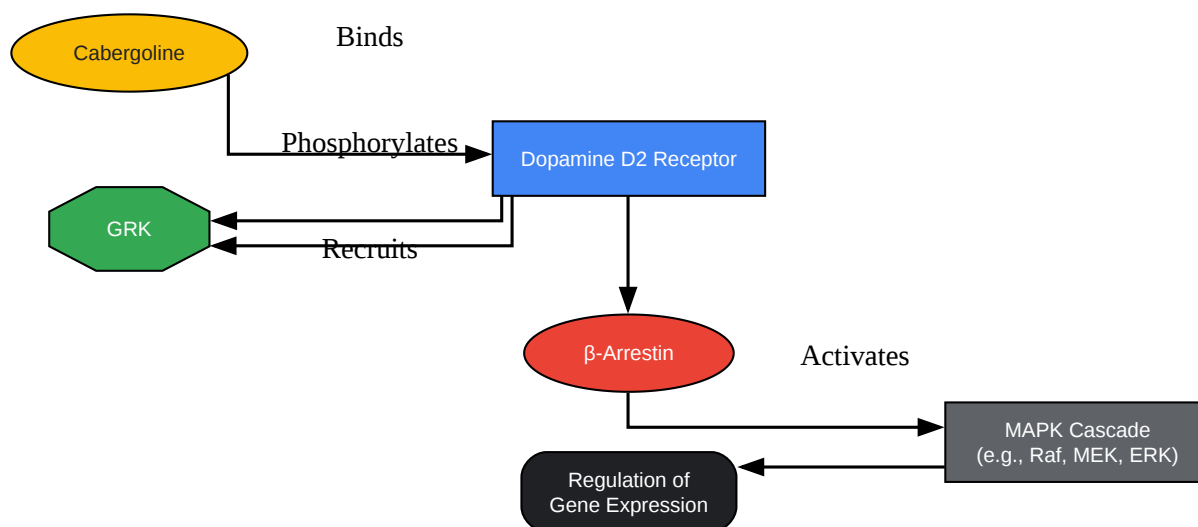 Binds
Cabergoline
Phosphorylates
Dopamine D2 Receptor
GRK
Recruits
β-Arrestin
Activates
MAPK Cascade
(e.g., Raf, MEK, ERK)
Regulation of
Gene Expression